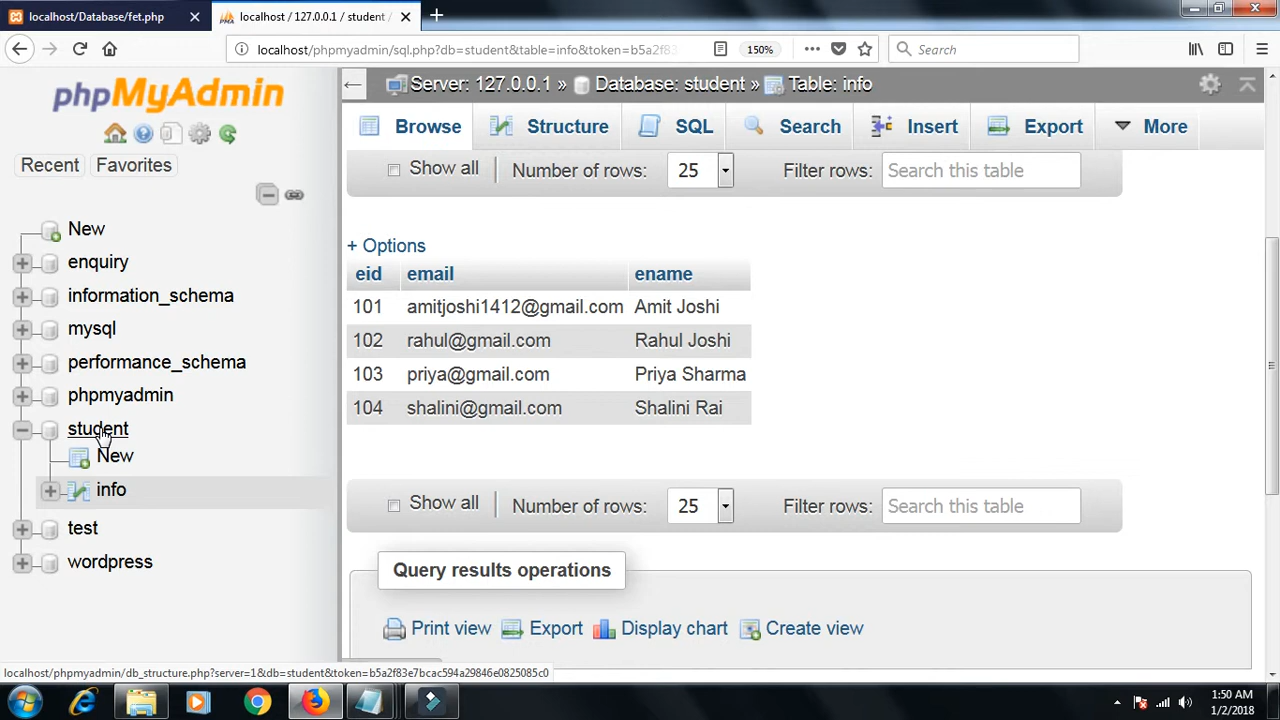 localhost/Database/fet.php
localhost / 127.0.0.1 / student /
localhost/phpmyadmin/sql.php?db=student&table=info&token=b5a2f83
150%
Search
phpMyAdmin
Recent
Favorites
New
enquiry
information_schema
mysql
performance_schema
phpmyadmin
student
New
info
test
wordpress
Server: 127.0.0.1 » Database: student » Table: info
Browse Structure SQL Search Insert Export More
Show all Number of rows: 25 Filter rows: Search this table
+ Options
eid email ename
101 amitjoshi1412@gmail.com Amit Joshi
102 rahul@gmail.com Rahul Joshi
103 priya@gmail.com Priya Sharma
104 shalini@gmail.com Shalini Rai
Show all Number of rows: 25 Filter rows: Search this table
Query results operations
Print view Export Display chart Create view
localhost/phpmyadmin/db_structure.php?server=1&db=student&token=b5a2f83e7bcac594a29846e0825085c0
1:50 AM
1/2/2018